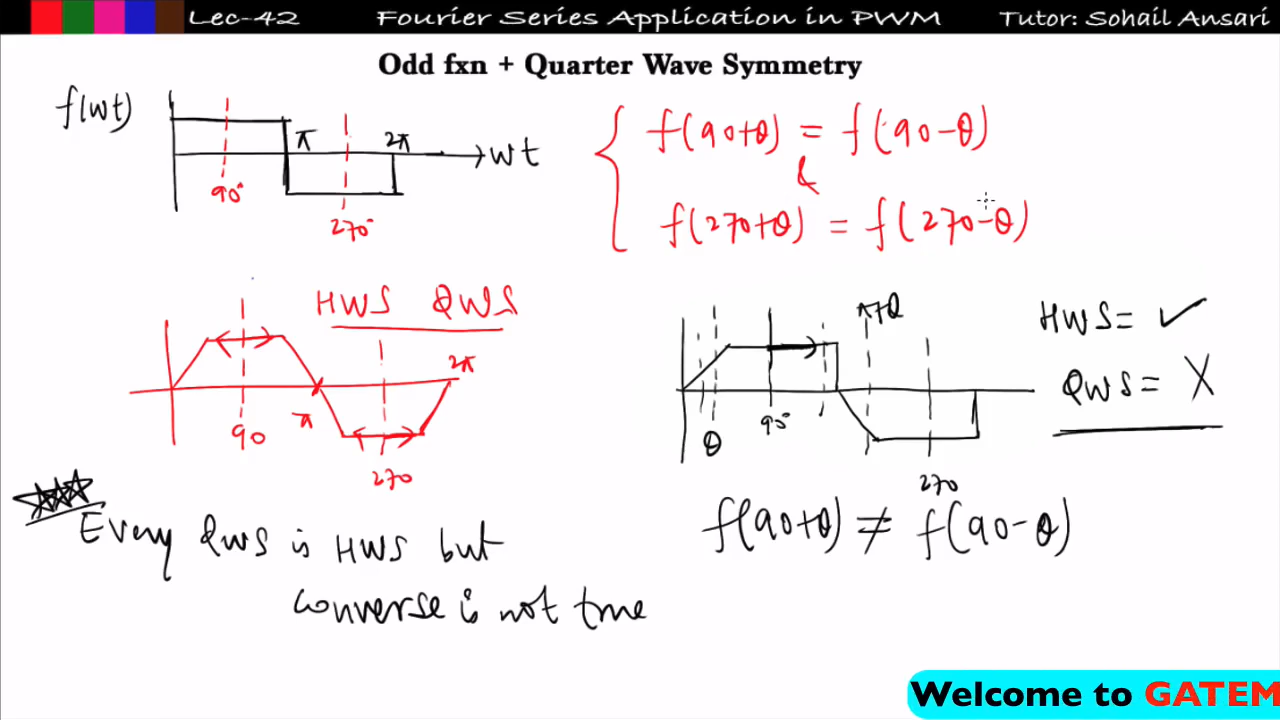 Lec-42 Fourier Series Application in PWM Tutor: Sohail Ansari
Odd fxn + Quarter Wave Symmetry
f(wt)
π 2π → wt
90° 270°
f(90+θ) = f(90-θ)
&
f(270+θ) = f(270-θ)
HWS QWS
2π
90 π
270
π+θ
θ 90°
270
HWS = ✓
QWS = X
f(90+θ) ≠ f(90-θ)
Every QWS is HWS but
converse is not true
Welcome to GATEM